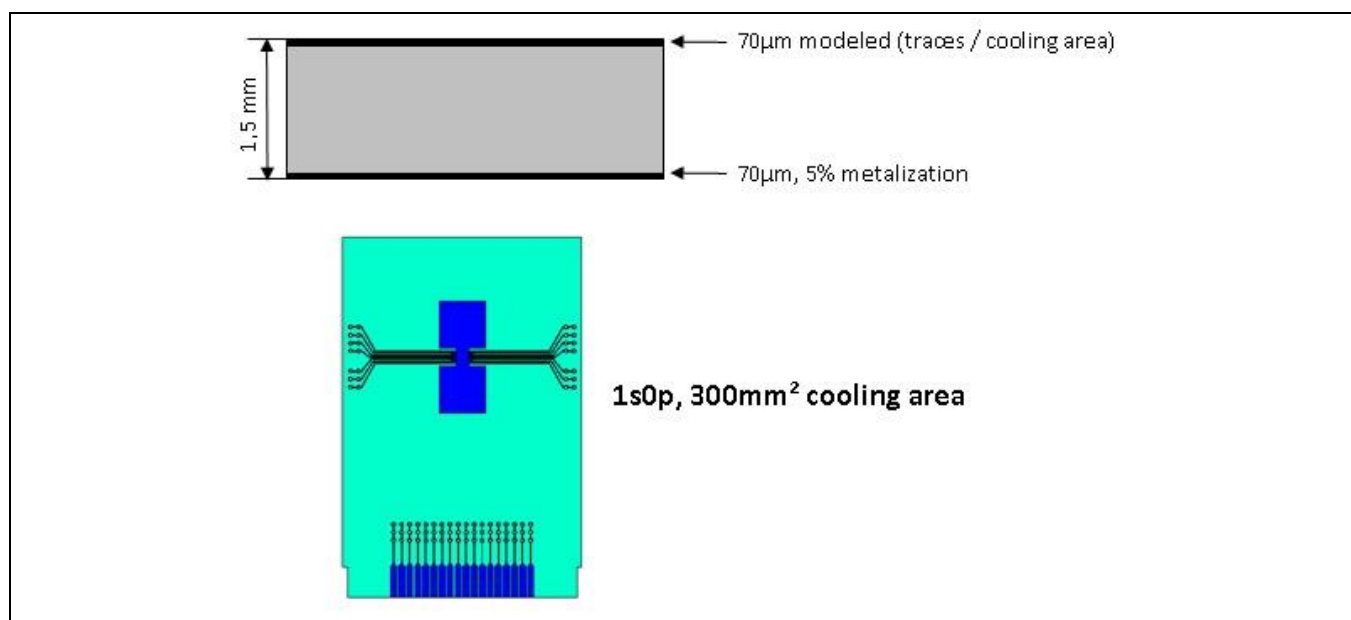 70µm modeled (traces / cooling area)
1,5 mm
70µm, 5% metalization
1s0p, 300mm² cooling area